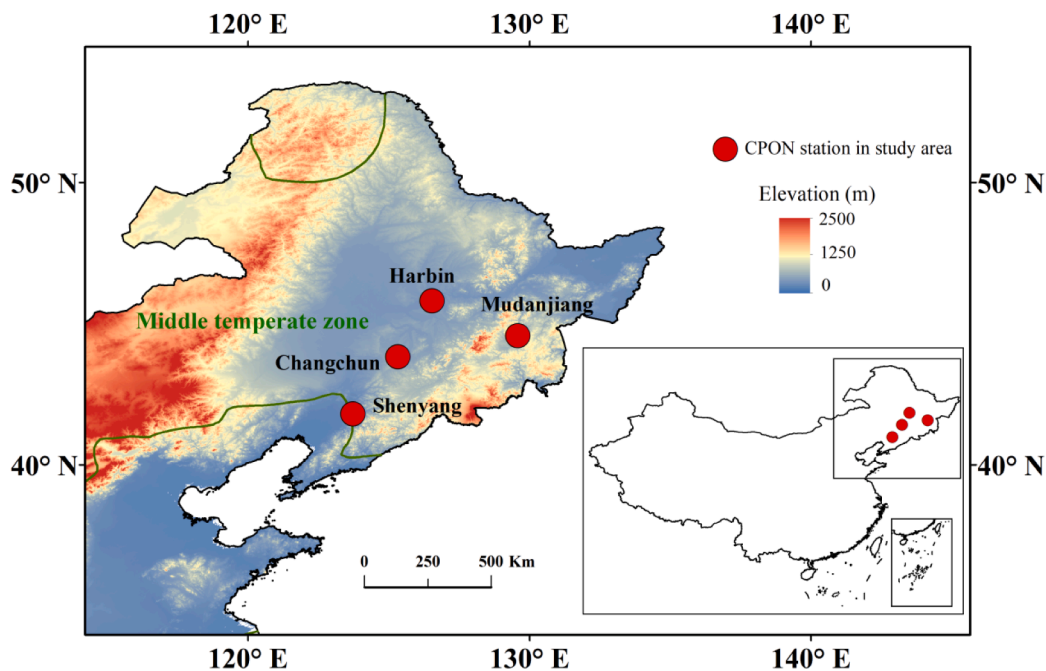 120° E 130° E 140° E
CPON station in study area
50° N 50° N
Elevation (m)
2500
1250
0
Harbin
Mudanjiang
Middle temperate zone
Changchun
Shenyang
40° N 40° N
0 250 500 Km
120° E 130° E 140° E